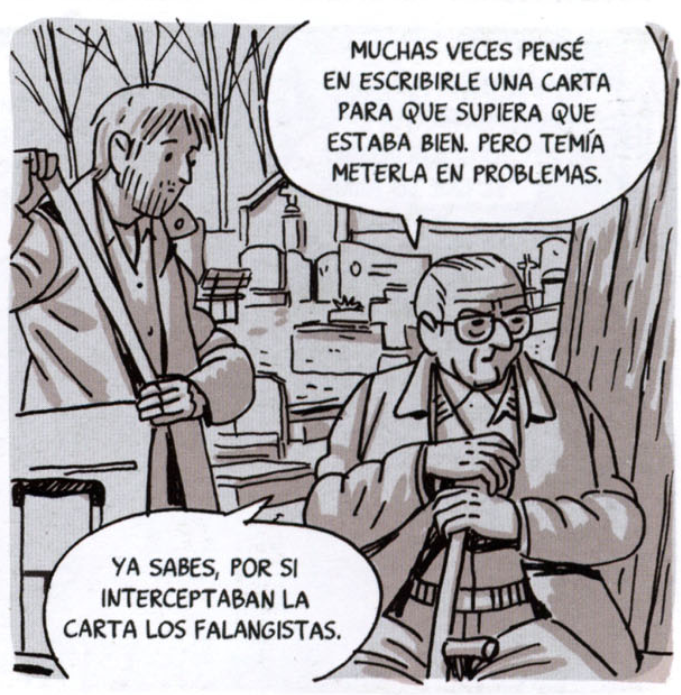 MUCHAS VECES PENSÉ
EN ESCRIBIRLE UNA CARTA
PARA QUE SUPIERA QUE
ESTABA BIEN. PERO TEMÍA
METERLA EN PROBLEMAS.
YA SABES, POR SI
INTERCEPTABAN LA
CARTA LOS FALANGISTAS.